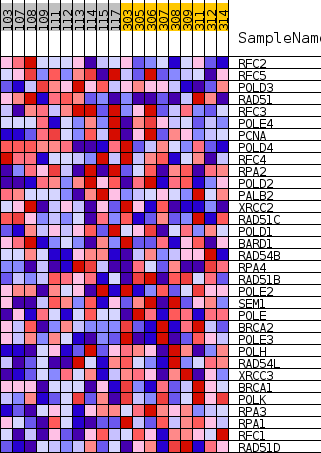 107 108 109 111 112 113 114 115 117 303 305 306 307 308 309 311 312 314
SampleName
RFC2
RFC5
POLD3
RAD51
RFC3
POLE4
PCNA
POLD4
RFC4
RPA2
POLD2
PALB2
XRCC2
RAD51C
POLD1
BARD1
RAD54B
RPA4
RAD51B
POLE2
SEM1
POLE
BRCA2
POLE3
POLH
RAD54L
XRCC3
BRCA1
POLK
RPA3
RPA1
RFC1
RAD51D